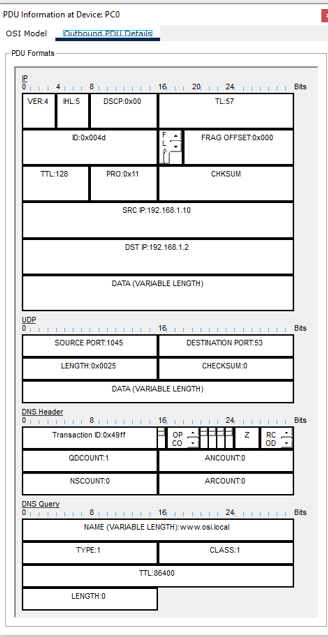 PDU Information at Device: PC0
OSI Model Outbound PDU Details
PDU Formats
IP
0 4 8 16 20 24 Bits
VER:4 IHL:5 DSCP:0x00 TL:57
ID:0x004d FLA FRAG OFFSET:0x000
TTL:128 PRO:0x11 CHKSUM
SRC IP:192.168.1.10
DST IP:192.168.1.2
DATA (VARIABLE LENGTH)
UDP
0 8 16 24 Bits
SOURCE PORT:1045 DESTINATION PORT:53
LENGTH:0x0025 CHECKSUM:0
DATA (VARIABLE LENGTH)
DNS Header
0 8 16 24 Bits
Transaction ID:0x49ff OPCO Z RCOD
QDCOUNT:1 ANCOUNT:0
NSCOUNT:0 ARCOUNT:0
DNS Query
0 8 16 24 Bits
NAME (VARIABLE LENGTH):www.osi.local
TYPE:1 CLASS:1
TTL:86400
LENGTH:0